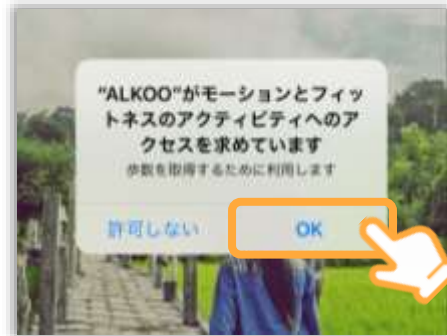 “ALKOO”がモーションとフィッ
トネスのアクティビティへのア
クセスを求めています
歩数を取得するために利用します
許可しない
OK